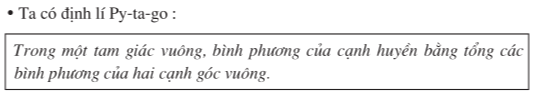 • Ta có định lí Py-ta-go :
Trong một tam giác vuông, bình phương của cạnh huyền bằng tổng các
bình phương của hai cạnh góc vuông.